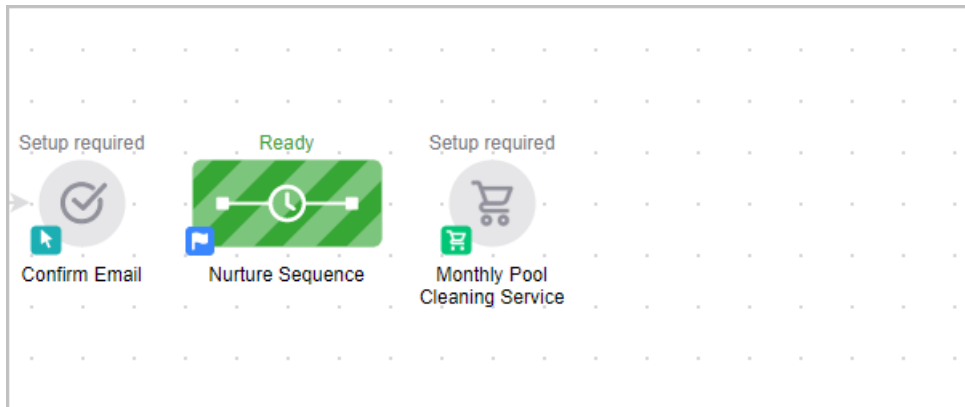 Setup required
Ready
Setup required
Confirm Email
Nurture Sequence
Monthly Pool
Cleaning Service